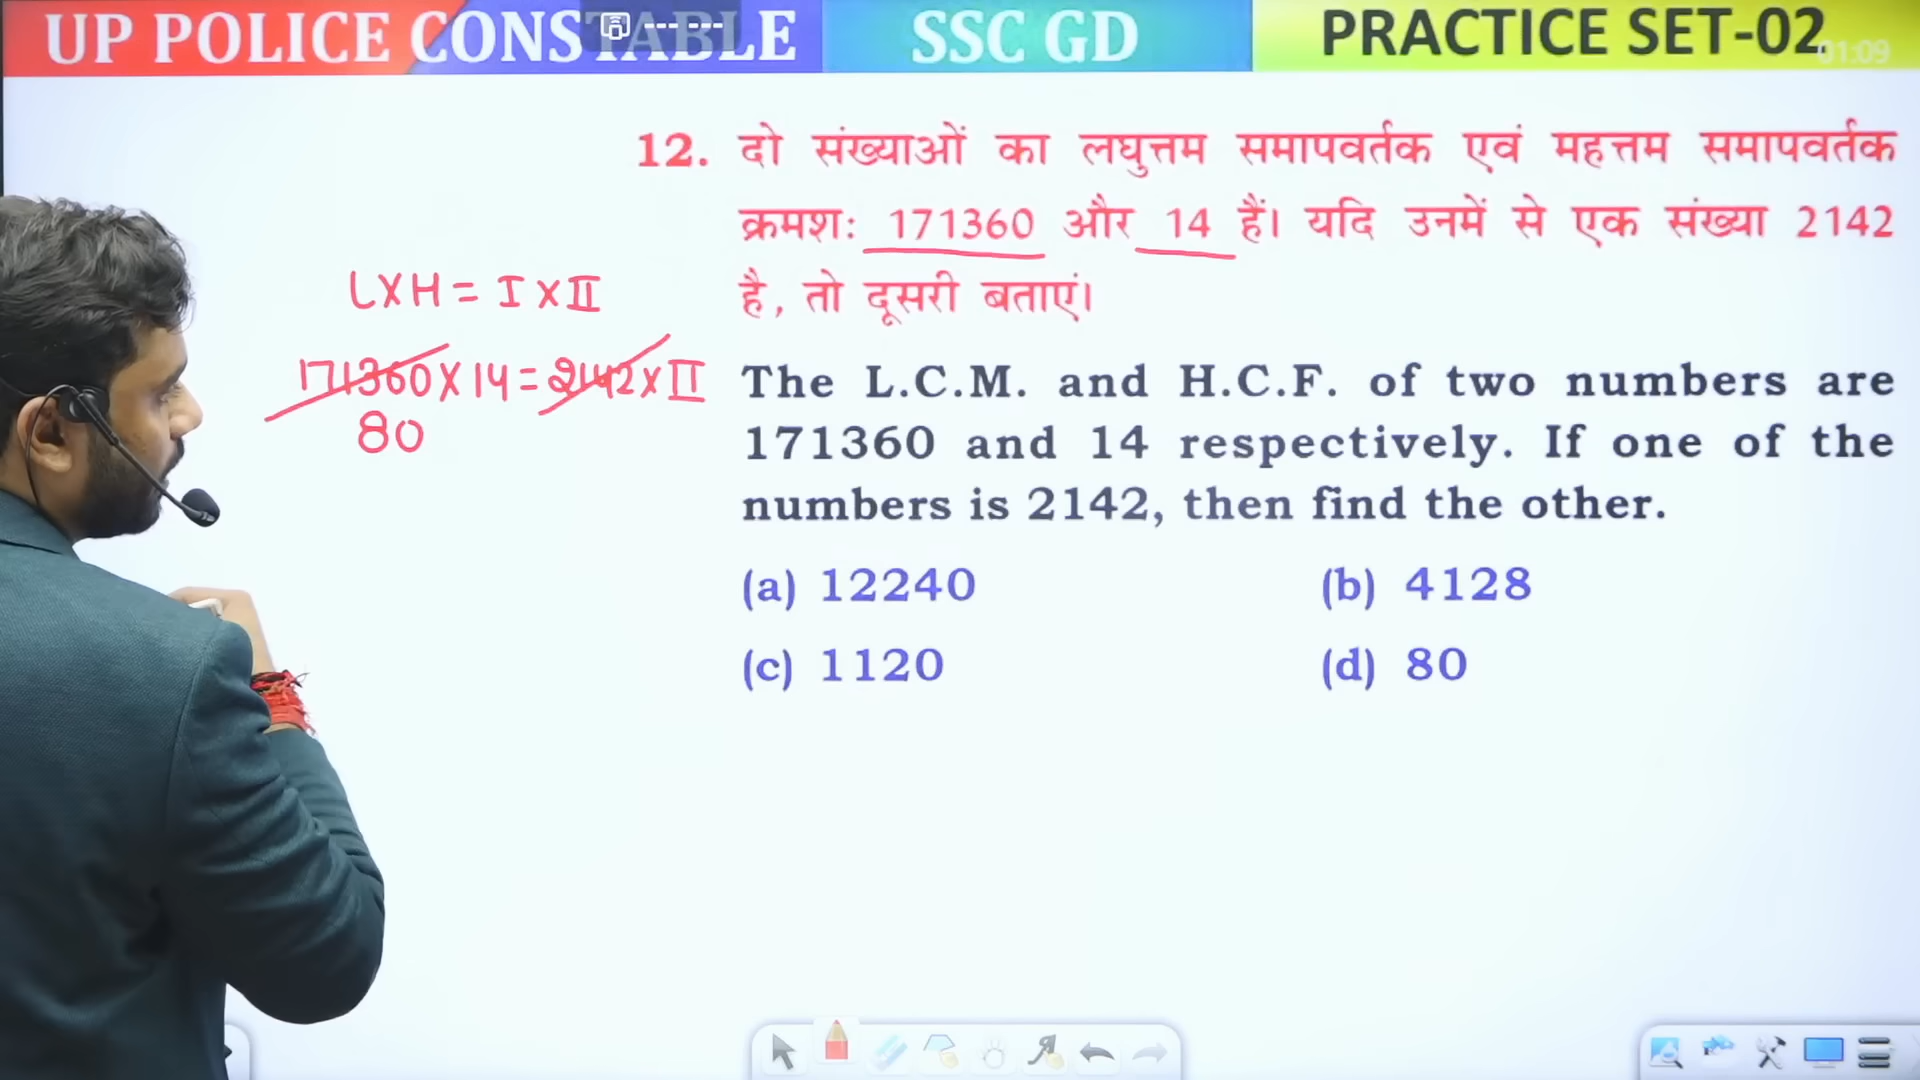 UP POLICE CONSTABLE SSC GD PRACTICE SET-02
01:09
12. दो संख्याओं का लघुत्तम समापवर्तक एवं महत्तम समापवर्तक
क्रमशः 171360 और 14 हैं। यदि उनमें से एक संख्या 2142
है, तो दूसरी बताएं।
L×H = I × II
171360 × 14 = 2142 × II
80
The L.C.M. and H.C.F. of two numbers are
171360 and 14 respectively. If one of the
numbers is 2142, then find the other.
(a) 12240 (b) 4128
(c) 1120 (d) 80